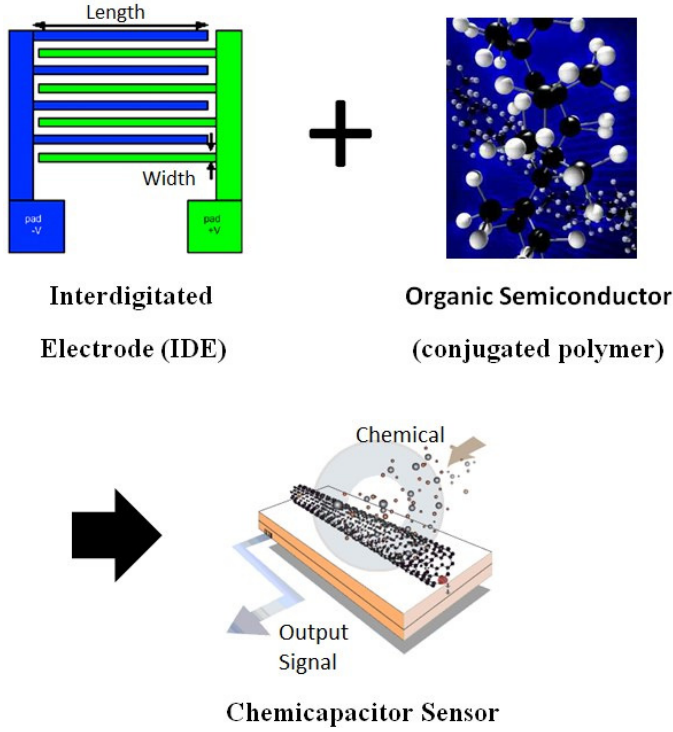 Length
Width
pad
-V
pad
+V
Interdigitated
Electrode (IDE)
Organic Semiconductor
(conjugated polymer)
Chemical
Output
Signal
Chemicapacitor Sensor